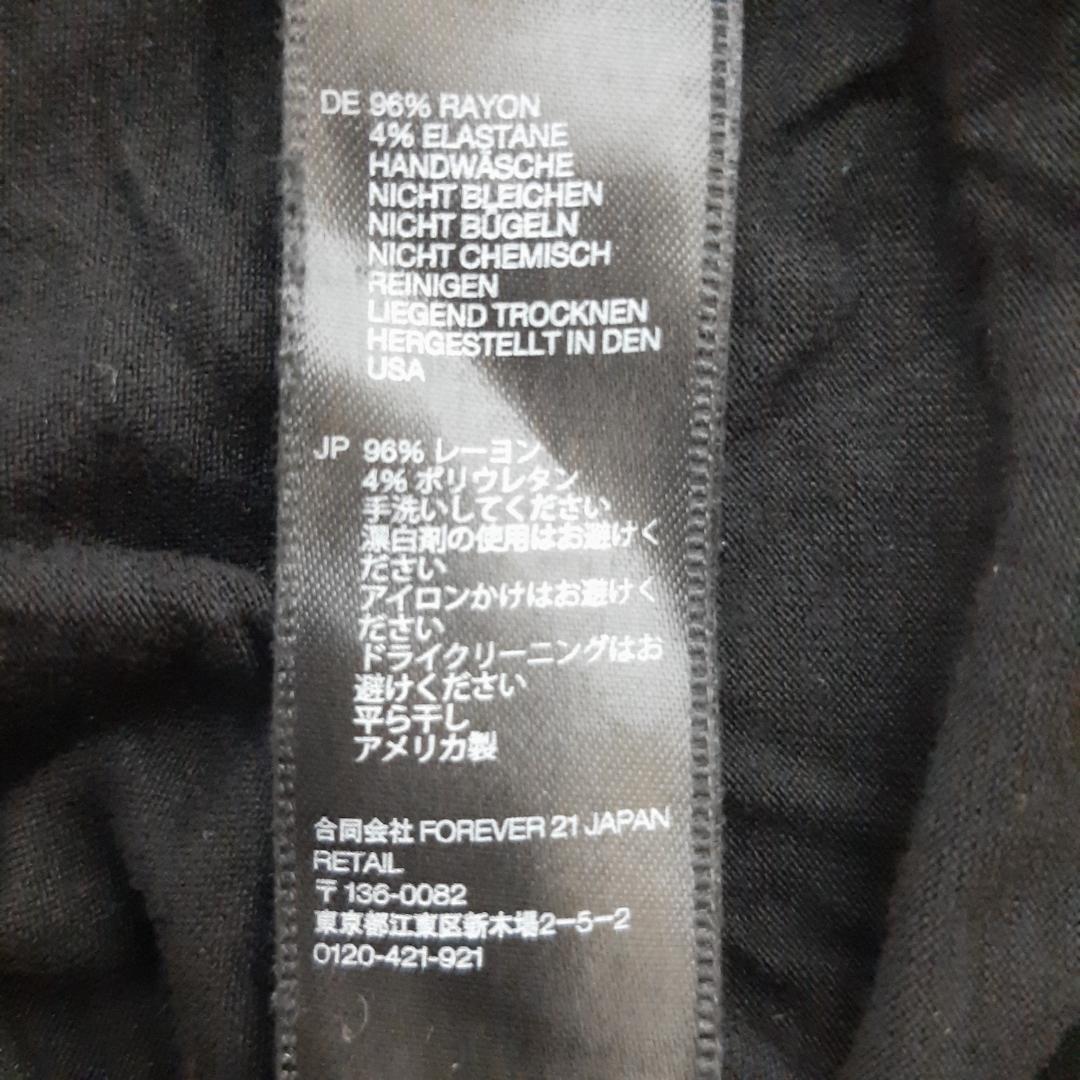 DE 96% RAYON
4% ELASTANE
HANDWÄSCHE
NICHT BLEICHEN
NICHT BÜGELN
NICHT CHEMISCH
REINIGEN
LIEGEND TROCKNEN
HERGESTELLT IN DEN
USA
JP 96% レーヨン
4% ポリウレタン
手洗いしてください
漂白剤の使用はお避けく
ださい
アイロンかけはお避けく
ださい
ドライクリーニングはお
避けください
平ら干し
アメリカ製
合同会社 FOREVER 21 JAPAN
RETAIL
〒136-0082
東京都江東区新木場2-5-2
0120-421-921